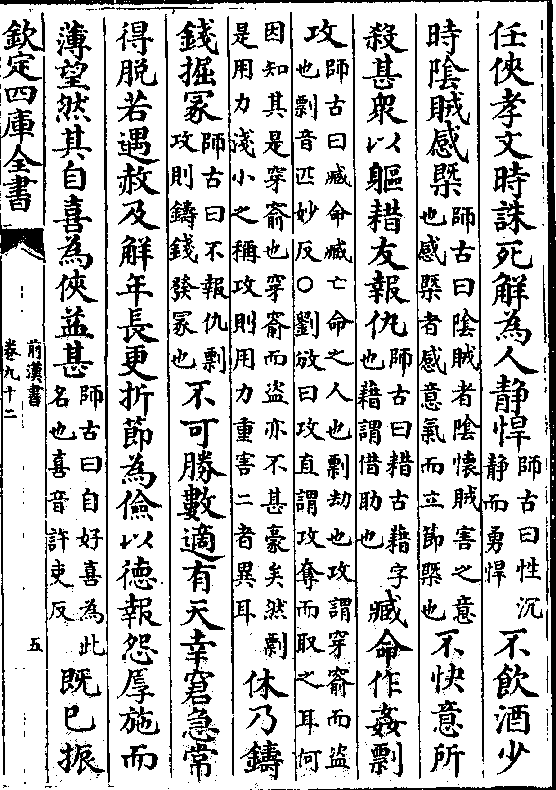 任俠孝文時誅死解為人靜悍師古曰性沉靜而勇悍不飲酒少
時陰賊感槩師古曰陰賊者陰懷賊害之意也感槩者感意氣而立節槩也不快意所
殺甚衆以軀耤友報仇師古曰耤古藉字也藉謂借助也臧命作姦剽
攻師古曰臧命臧亡命之人也剽劫也攻謂穿窬而盜也剽音匹妙反○劉攽曰攻直謂攻奪而取之耳何
因知其是穿窬也穿窬而盜亦不甚豪矣然剽是用力淺小之稱攻則用力重害二者異耳休乃鑄
錢掘冡師古曰不報仇剽攻則鑄錢發冡也不可勝數適有天幸窘急常
得脫若遇赦及解年長更折節為儉以德報怨厚施而
薄望然其自喜為俠益甚師古曰自好喜為此名也喜音許吏反既已振
欽定四庫全書
前漢書
卷九十二
五